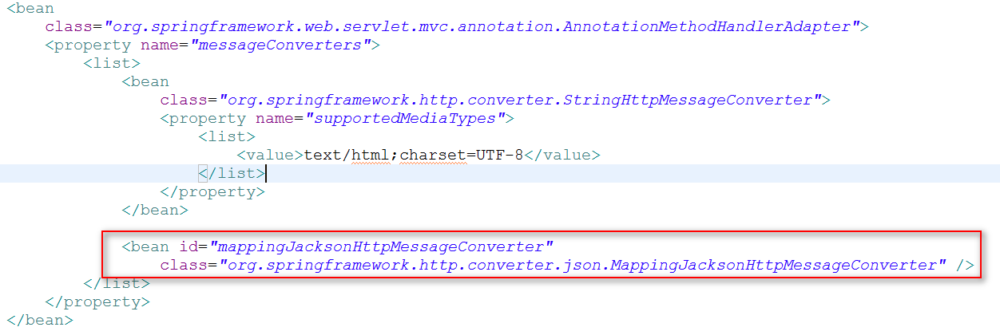 <bean
class="org.springframework.web.servlet.mvc.annotation.AnnotationMethodHandlerAdapter">
<property name="messageConverters">
<list>
<bean
class="org.springframework.http.converter.StringHttpMessageConverter">
<property name="supportedMediaTypes">
<list>
<value>text/html;charset=UTF-8</value>
</list>
</property>
</bean>
<bean id="mappingJacksonHttpMessageConverter"
class="org.springframework.http.converter.json.MappingJacksonHttpMessageConverter" />
</list>
</property>
</bean>